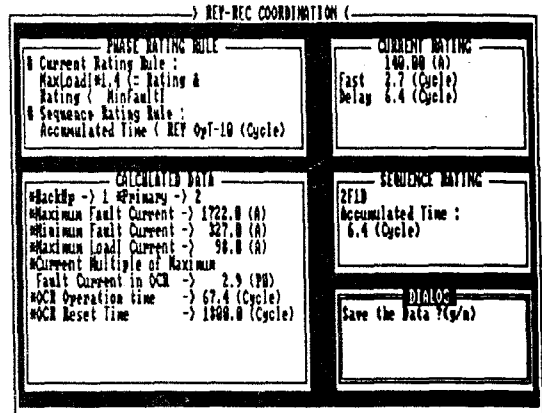 -> REY-REC COORDINATION (-
PHASE RATING RULE
& Current Rating Rule :
MaxLoad[*1.4 (= Rating &
Rating ( MinFault[
& Sequence Rating Rule :
Accumulated Time ( REY OpT-10 (Cycle)
CURRENT RATING
140.00 (A)
Fast 2.7 (Cycle)
Delay 6.4 (Cycle)
CALCULATED DATA
*BackUp -) 1 *Primary -) 2
*Maximum Fault Current -) 1722.0 (A)
*Minimum Fault Current -) 327.0 (A)
*Maximum Load[ Current -) 98.0 (A)
*Current Multiple of Maximum
Fault Current in OCR -) 2.9 (PU)
*OCR Operation time -) 67.4 (Cycle)
*OCR Reset Time -) 1800.0 (Cycle)
SEQUENCE RATING
2F1D
Accumulated Time :
6.4 (Cycle)
DIALOG
Save the Data ?(y/n)